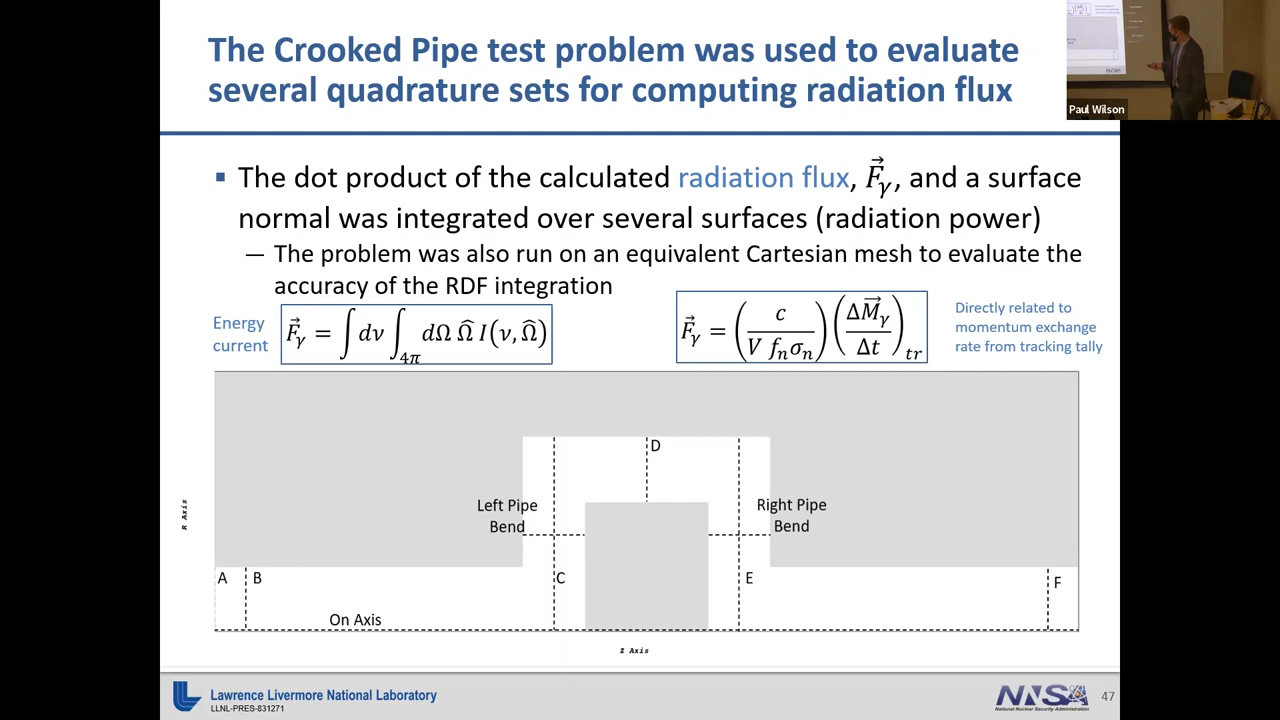 The Crooked Pipe test problem was used to evaluate
several quadrature sets for computing radiation flux
Paul Wilson
▪ The dot product of the calculated radiation flux, F⃗γ, and a surface
normal was integrated over several surfaces (radiation power)
— The problem was also run on an equivalent Cartesian mesh to evaluate the
accuracy of the RDF integration
Energy
current
F⃗γ = ∫ dν ∫4π dΩ Ω̂ I(ν, Ω̂)
F⃗γ = (c / V fnσn) (ΔM⃗γ / Δt)tr
Directly related to
momentum exchange
rate from tracking tally
D
Left Pipe
Bend
Right Pipe
Bend
R Axis
A B C E F
On Axis
Z Axis
Lawrence Livermore National Laboratory
LLNL-PRES-831271
NNSA
National Nuclear Security Administration
47